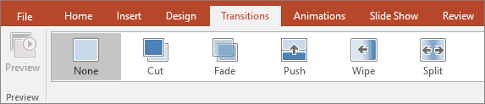 File Home Insert Design Transitions Animations Slide Show Review
Preview None Cut Fade Push Wipe Split
Preview